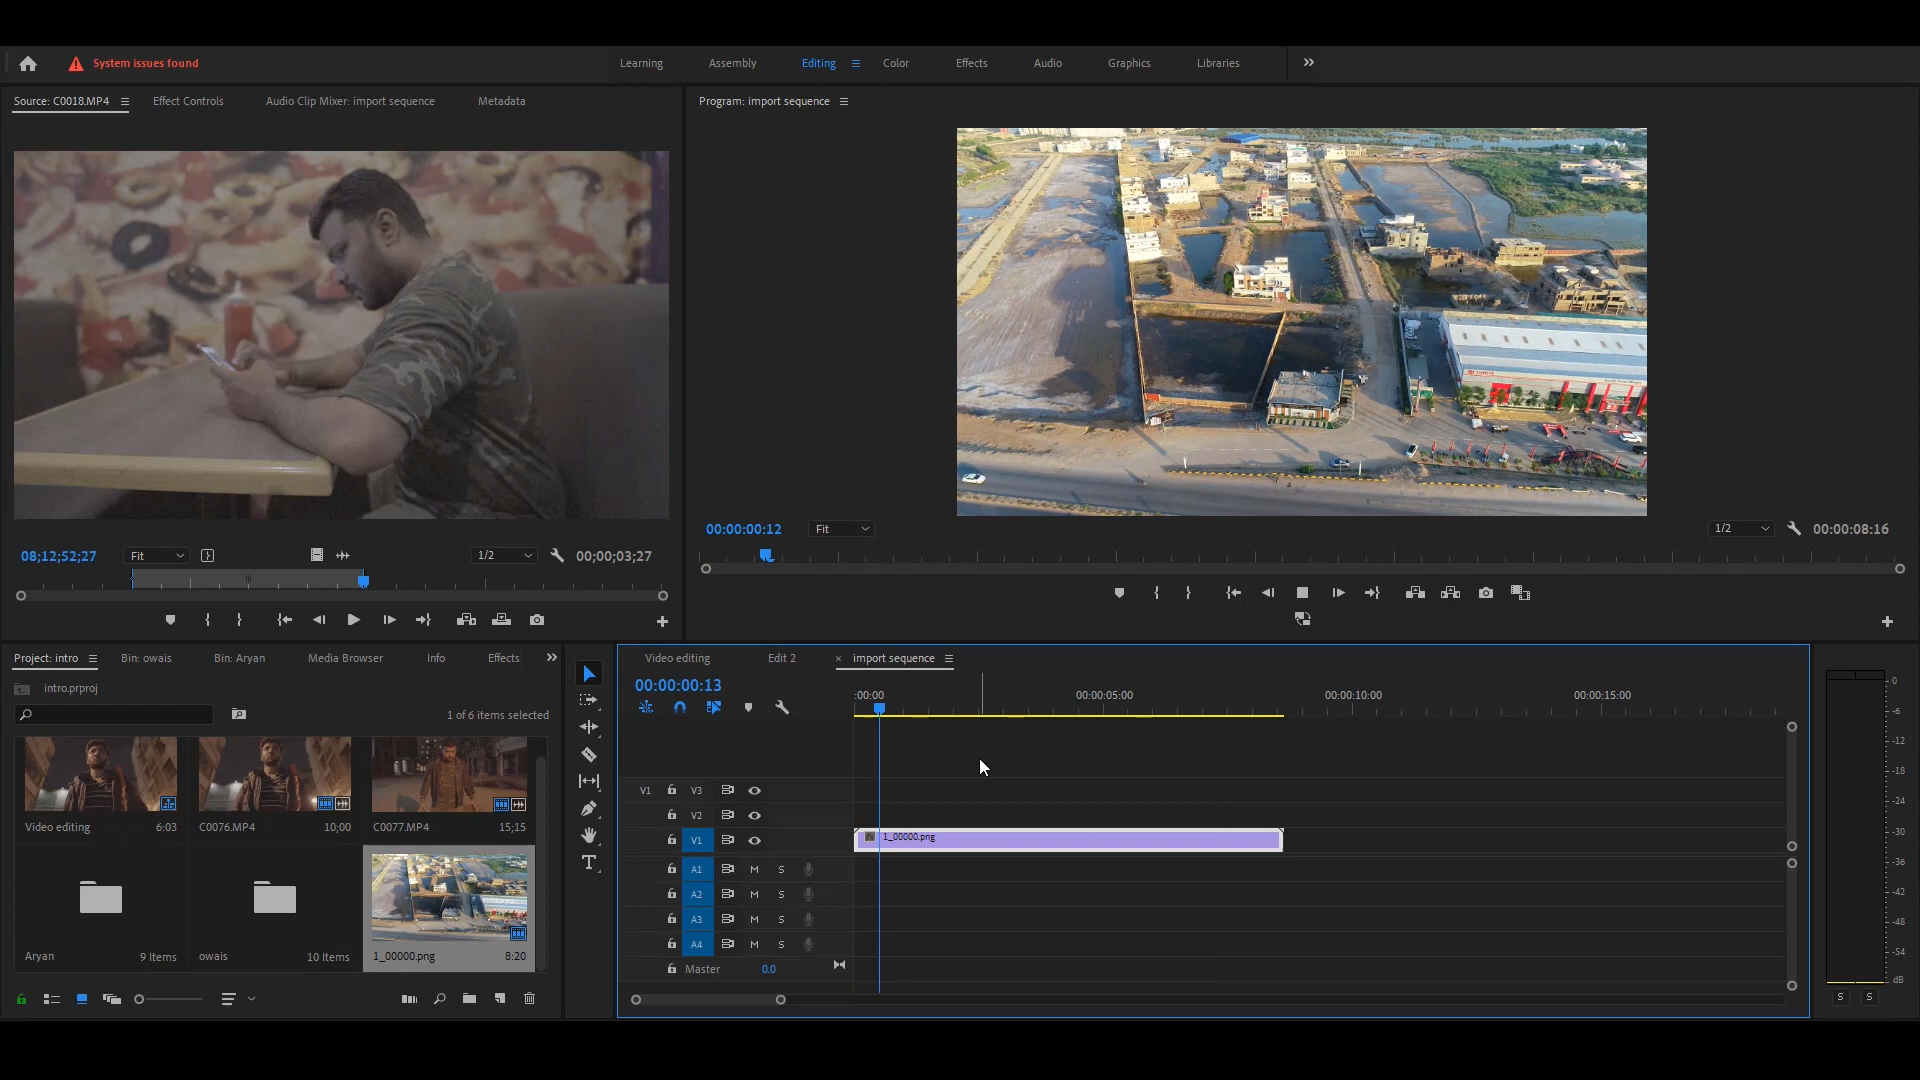 System issues found
Learning Assembly Editing Color Effects Audio Graphics Libraries
Source: C0018.MP4 Effect Controls Audio Clip Mixer: import sequence Metadata
Program: import sequence
08;12;52;27 Fit 1/2 00;00;03;27
00:00:00:12 Fit 1/2 00:00:08:16
Project: intro Bin: owais Bin: Aryan Media Browser Info Effects
intro.prproj
1 of 6 items selected
Video editing 6:03
C0076.MP4 10;00
C0077.MP4 15;15
Aryan 9 Items
owais 10 Items
1_00000.png 8:20
Video editing Edit 2 × import sequence
00:00:00:13
:00:00 00:00:05:00 00:00:10:00 00:00:15:00
V1 V3
V2
V1 1_00000.png
A1 M S
A2 M S
A3 M S
A4 M S
Master 0.0
0
-6
-12
-18
-24
-30
-36
-42
-48
-54
dB
S S